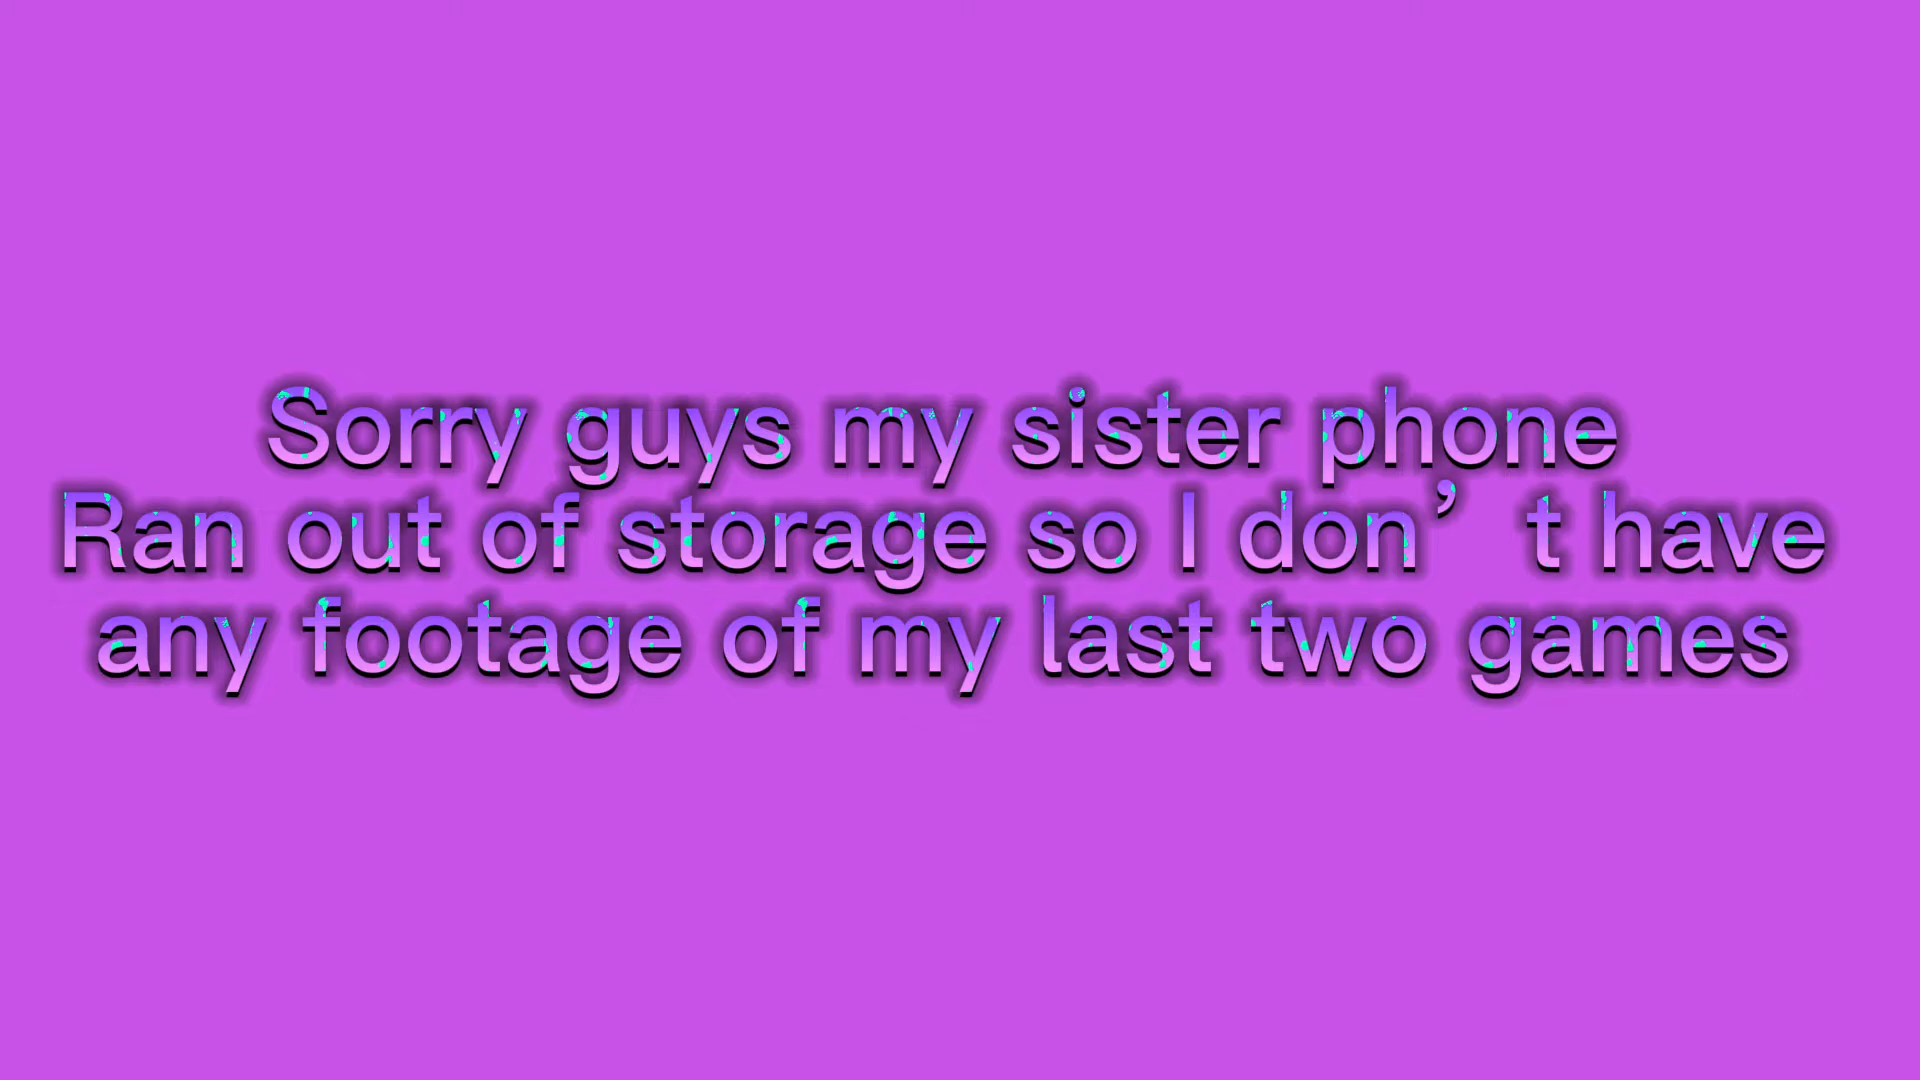 Sorry guys my sister phone
Ran out of storage so I don’t have
any footage of my last two games